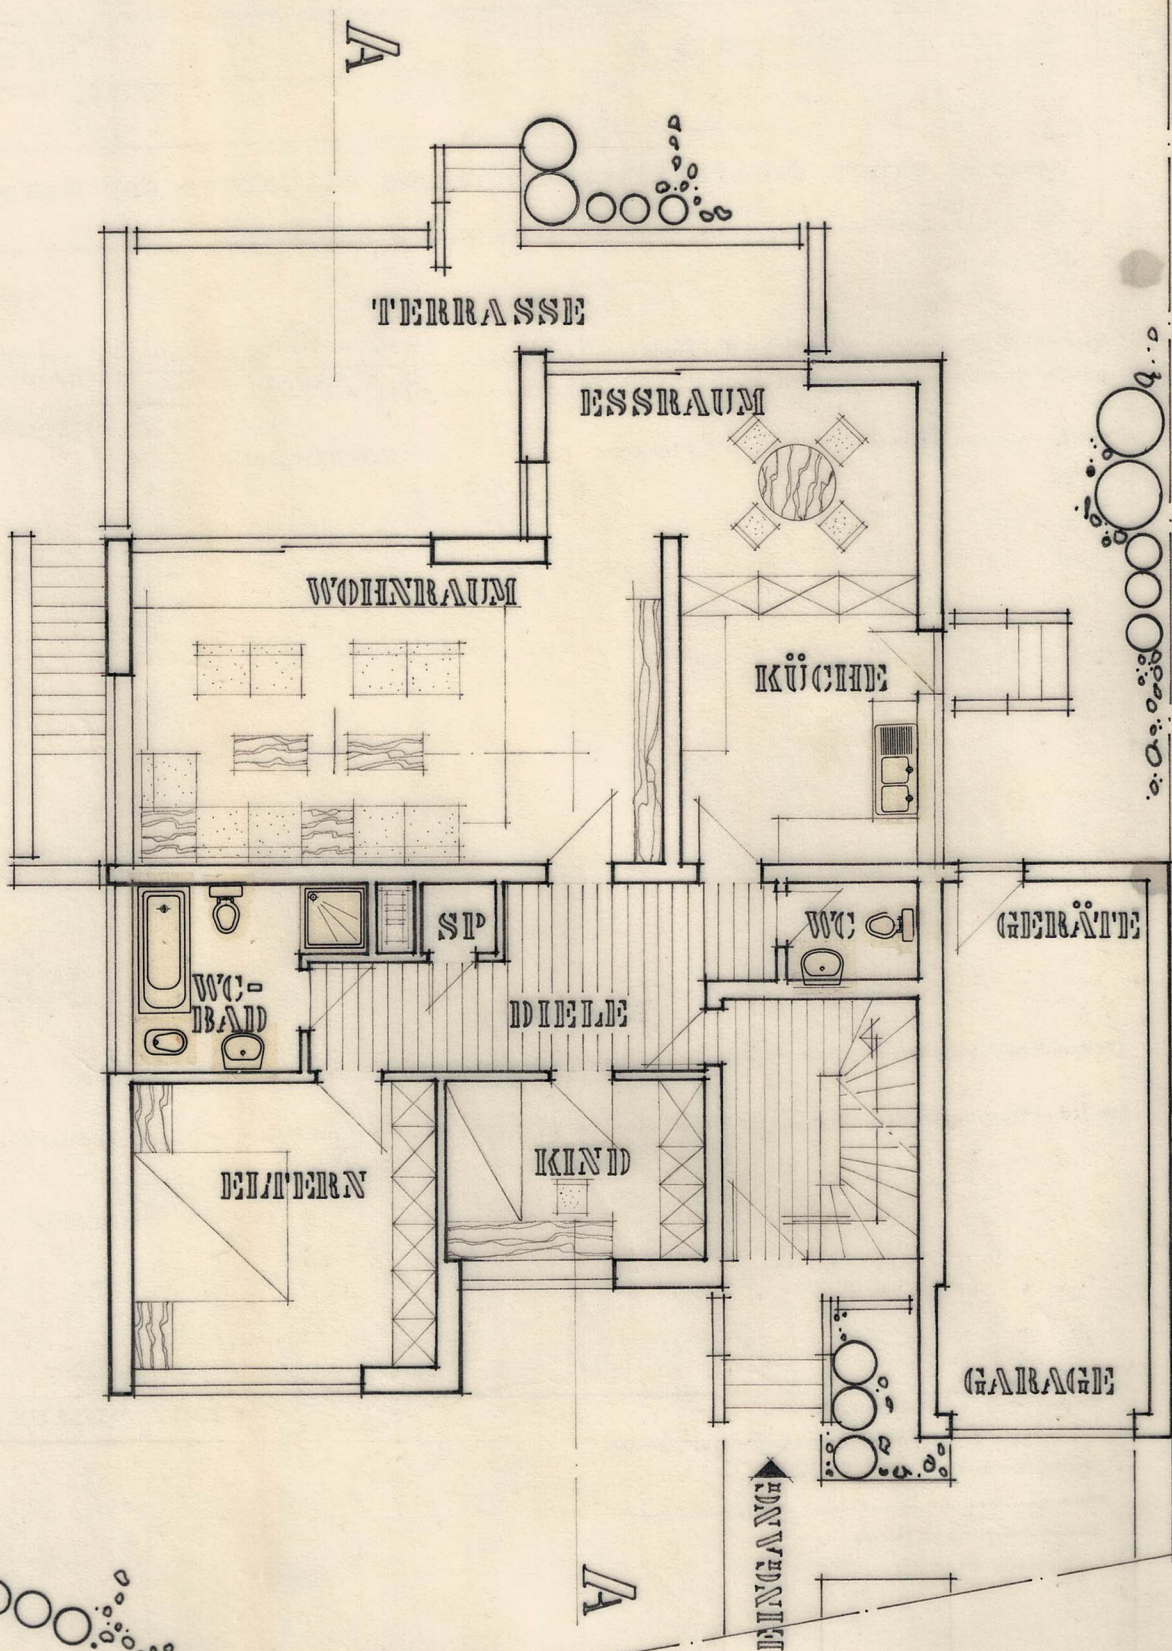 A
TERRASSE
ESSRAUM
WOHNRAUM
KÜCHE
SP
WC
GERÄTE
WC-
BAD
DIELE
ELTERN
KIND
GARAGE
EINGANG
A